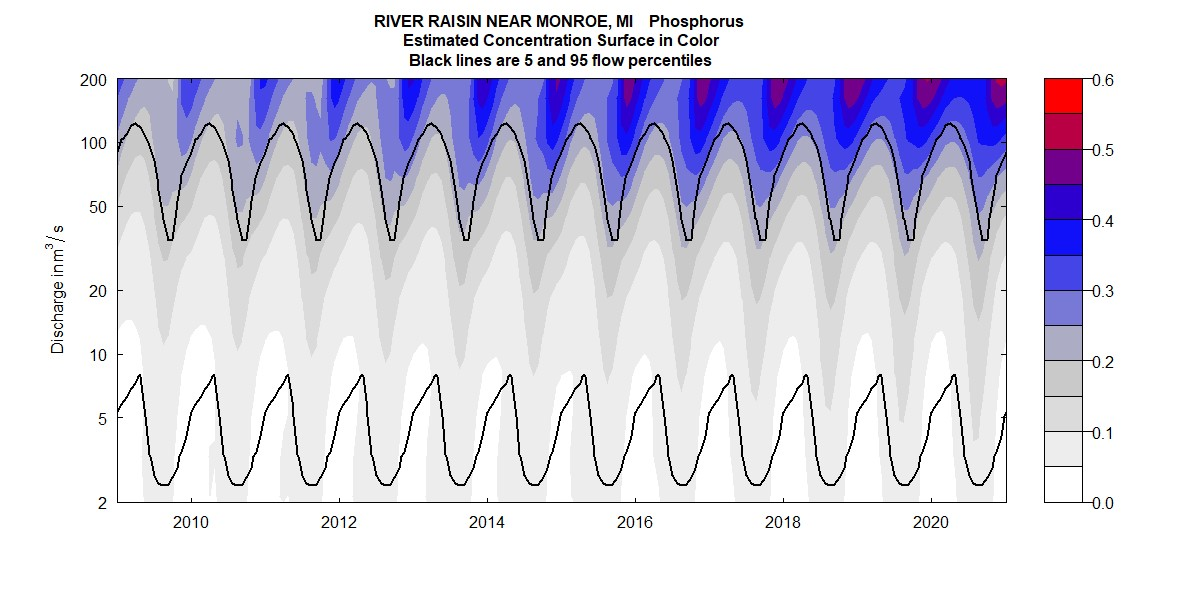 RIVER RAISIN NEAR MONROE, MI Phosphorus
Estimated Concentration Surface in Color
Black lines are 5 and 95 flow percentiles
Discharge in m³/ s
200
100
50
20
10
5
2
2010 2012 2014 2016 2018 2020
0.6
0.5
0.4
0.3
0.2
0.1
0.0